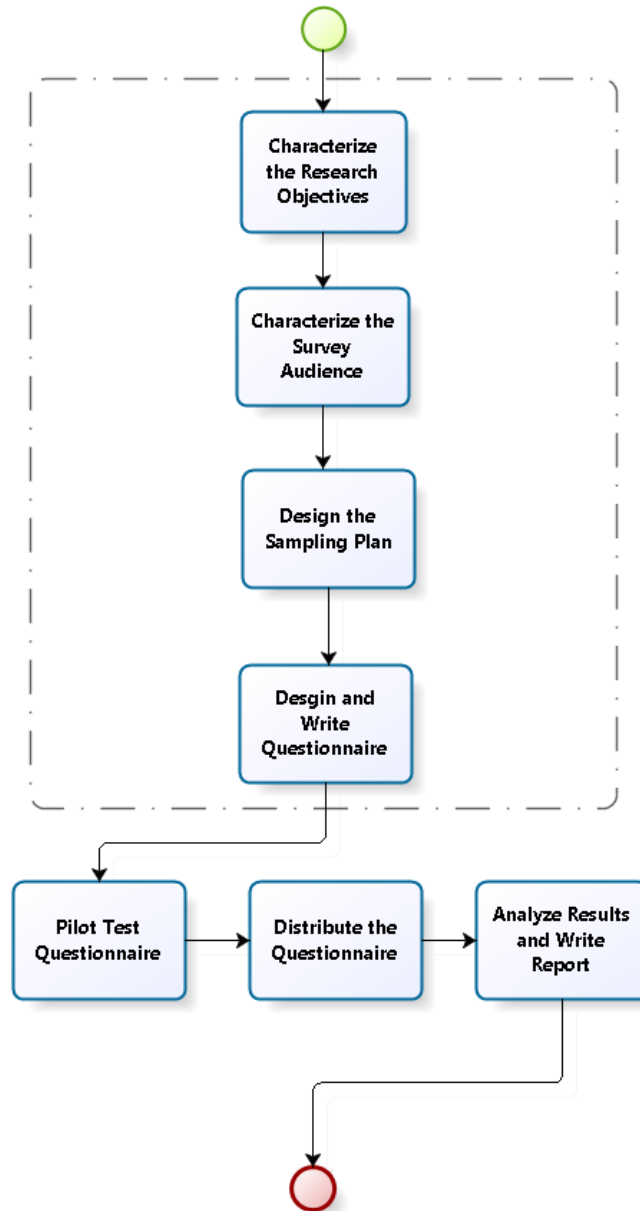 Characterize
the Research
Objectives
Characterize the
Survey
Audience
Design the
Sampling Plan
Desgin and
Write
Questionnaire
Pilot Test
Questionnaire
Distribute the
Questionnaire
Analyze Results
and Write
Report